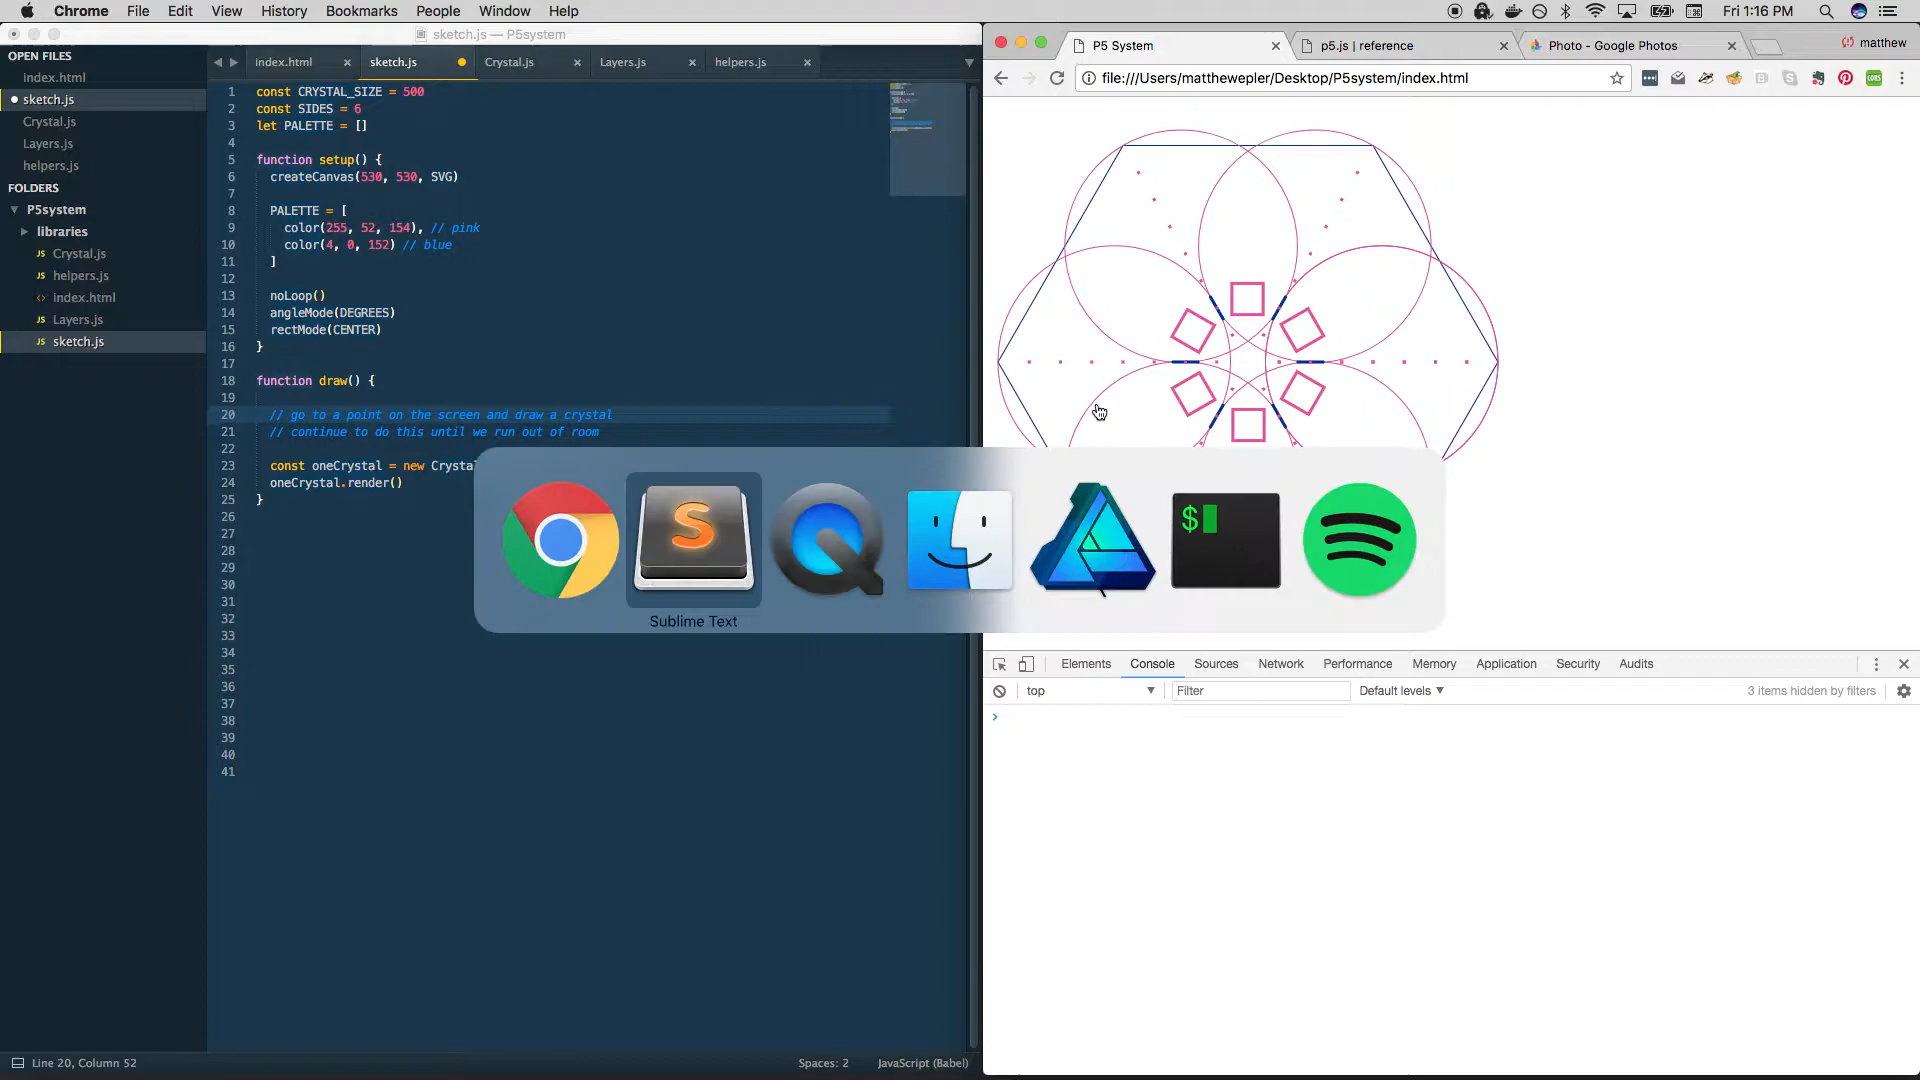 Chrome File Edit View History Bookmarks People Window Help Fri 1:16 PM
sketch.js — P5system
OPEN FILES
index.html
sketch.js
Crystal.js
Layers.js
helpers.js
FOLDERS
P5system
libraries
JS Crystal.js
JS helpers.js
<> index.html
JS Layers.js
JS sketch.js
index.html sketch.js Crystal.js Layers.js helpers.js
1 const CRYSTAL_SIZE = 500
2 const SIDES = 6
3 let PALETTE = []
4
5 function setup() {
6 createCanvas(530, 530, SVG)
7
8 PALETTE = [
9 color(255, 52, 154), // pink
10 color(4, 0, 152) // blue
11 ]
12
13 noLoop()
14 angleMode(DEGREES)
15 rectMode(CENTER)
16 }
17
18 function draw() {
19
20 // go to a point on the screen and draw a crystal
21 // continue to do this until we run out of room
22
23 const oneCrystal = new Crystal
24 oneCrystal.render()
25 }
26
27
28
29
30
31
32
33
34
35
36
37
38
39
40
41
Line 20, Column 52 Spaces: 2 JavaScript (Babel)
P5 System p5.js | reference Photo - Google Photos matthew
file:///Users/matthewepler/Desktop/P5system/index.html
CORS
S
$
Sublime Text
Elements Console Sources Network Performance Memory Application Security Audits
top Filter Default levels 3 items hidden by filters